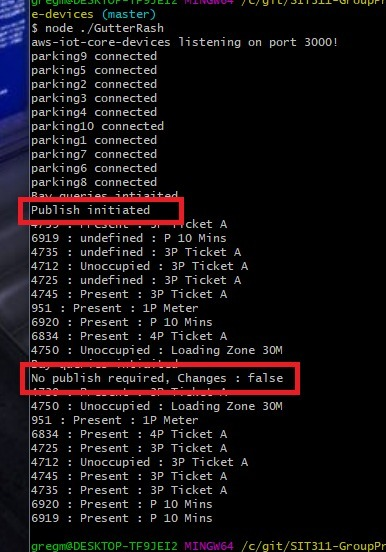 gregm@DESKTOP-TF9JEI2 MINGW64 /c/git/SIT311-GroupPr
e-devices (master)
$ node ./GutterRash
aws-iot-core-devices listening on port 3000!
parking9 connected
parking5 connected
parking2 connected
parking3 connected
parking4 connected
parking10 connected
parking1 connected
parking7 connected
parking6 connected
parking8 connected
Bay queries intiaited
Publish initiated
4739 : Present : 3P Ticket A
6919 : undefined : P 10 Mins
4735 : undefined : 3P Ticket A
4712 : Unoccupied : 3P Ticket A
4725 : undefined : 3P Ticket A
4745 : Present : 3P Ticket A
951 : Present : 1P Meter
6920 : Present : P 10 Mins
6834 : Present : 4P Ticket A
4750 : Unoccupied : Loading Zone 30M
Bay queries intiaited
No publish required, Changes : false
4739 : Present : 3P Ticket A
4750 : Unoccupied : Loading Zone 30M
951 : Present : 1P Meter
6834 : Present : 4P Ticket A
4725 : Present : 3P Ticket A
4712 : Unoccupied : 3P Ticket A
4745 : Present : 3P Ticket A
4735 : Present : 3P Ticket A
6920 : Present : P 10 Mins
6919 : Present : P 10 Mins
gregm@DESKTOP-TF9JEI2 MINGW64 /c/git/SIT311-GroupPr